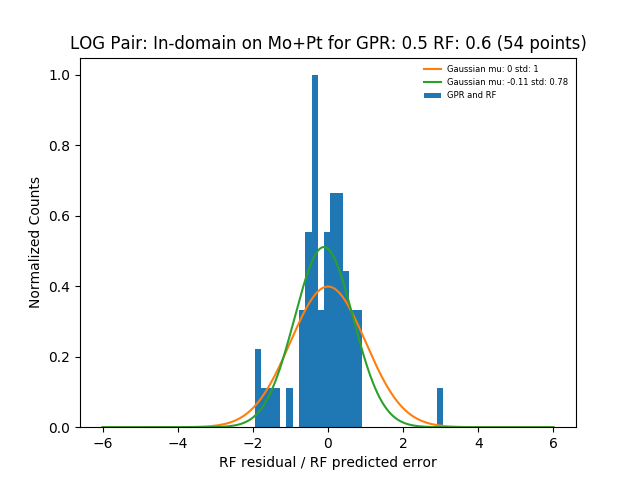 LOG Pair: In-domain on Mo+Pt for GPR: 0.5 RF: 0.6 (54 points)
Gaussian mu: 0 std: 1
Gaussian mu: -0.11 std: 0.78
GPR and RF
Normalized Counts
1.0
0.8
0.6
0.4
0.2
0.0
−6 −4 −2 0 2 4 6
RF residual / RF predicted error